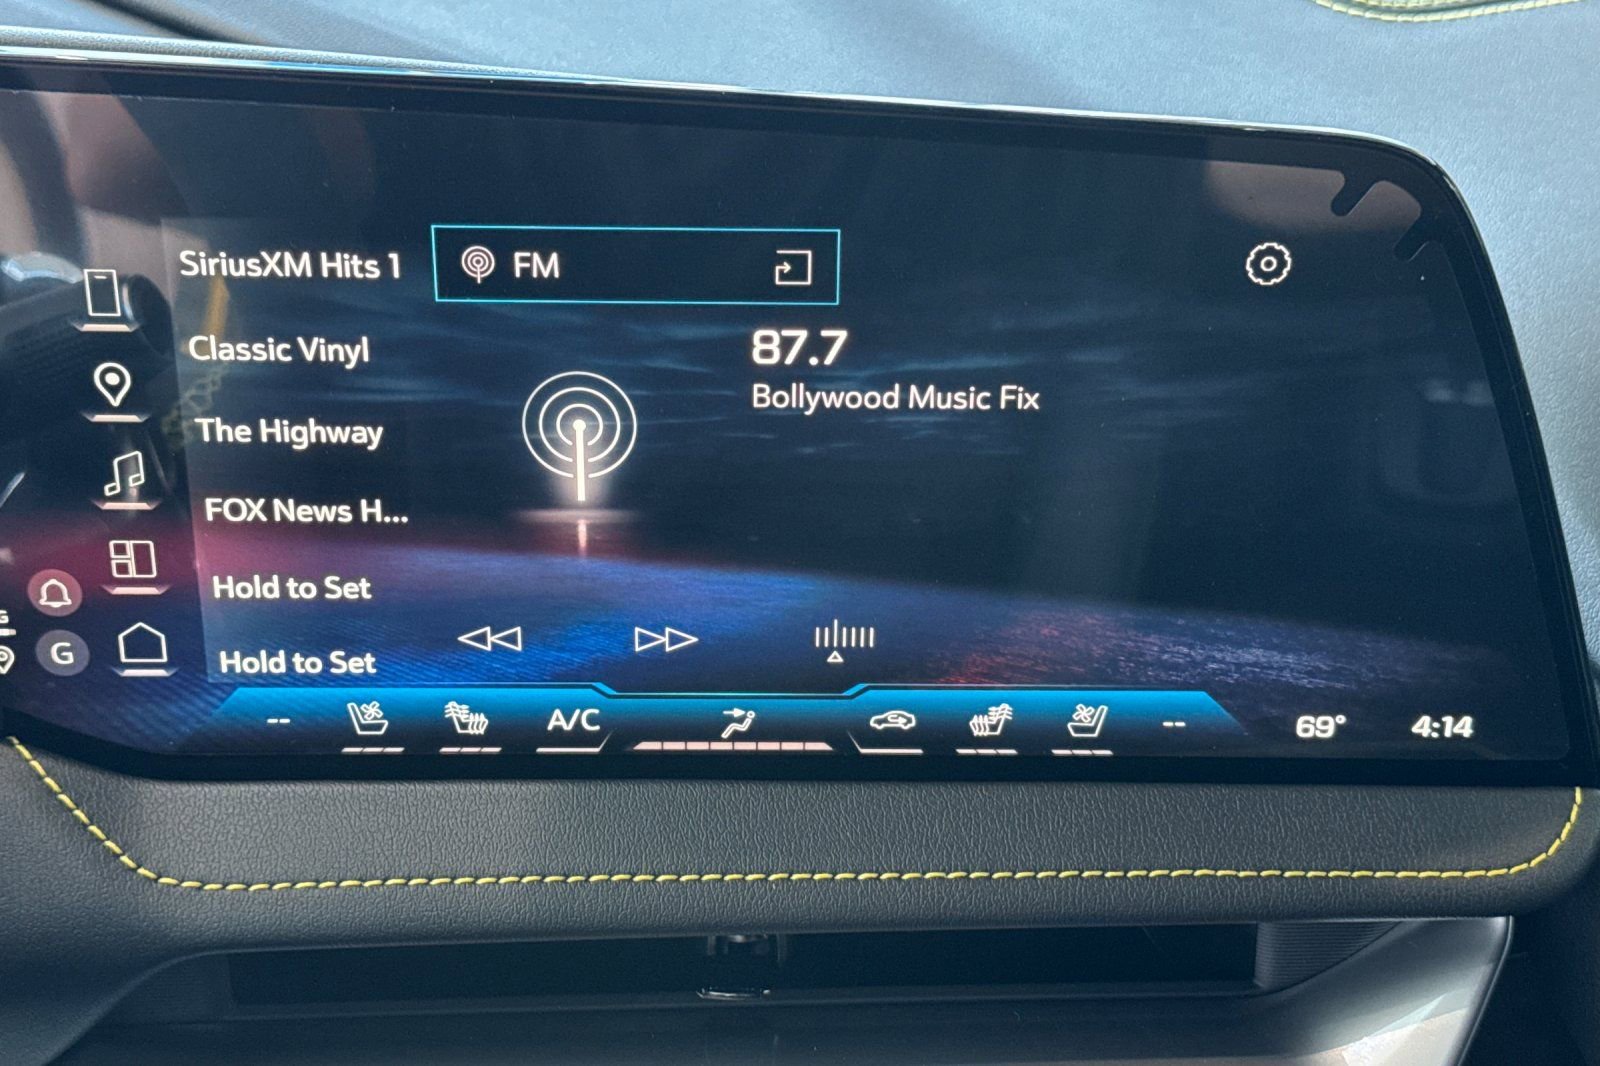 SiriusXM Hits 1
FM
Classic Vinyl
87.7
Bollywood Music Fix
The Highway
FOX News H...
Hold to Set
G
Hold to Set
--
A/C
--
69°
4:14